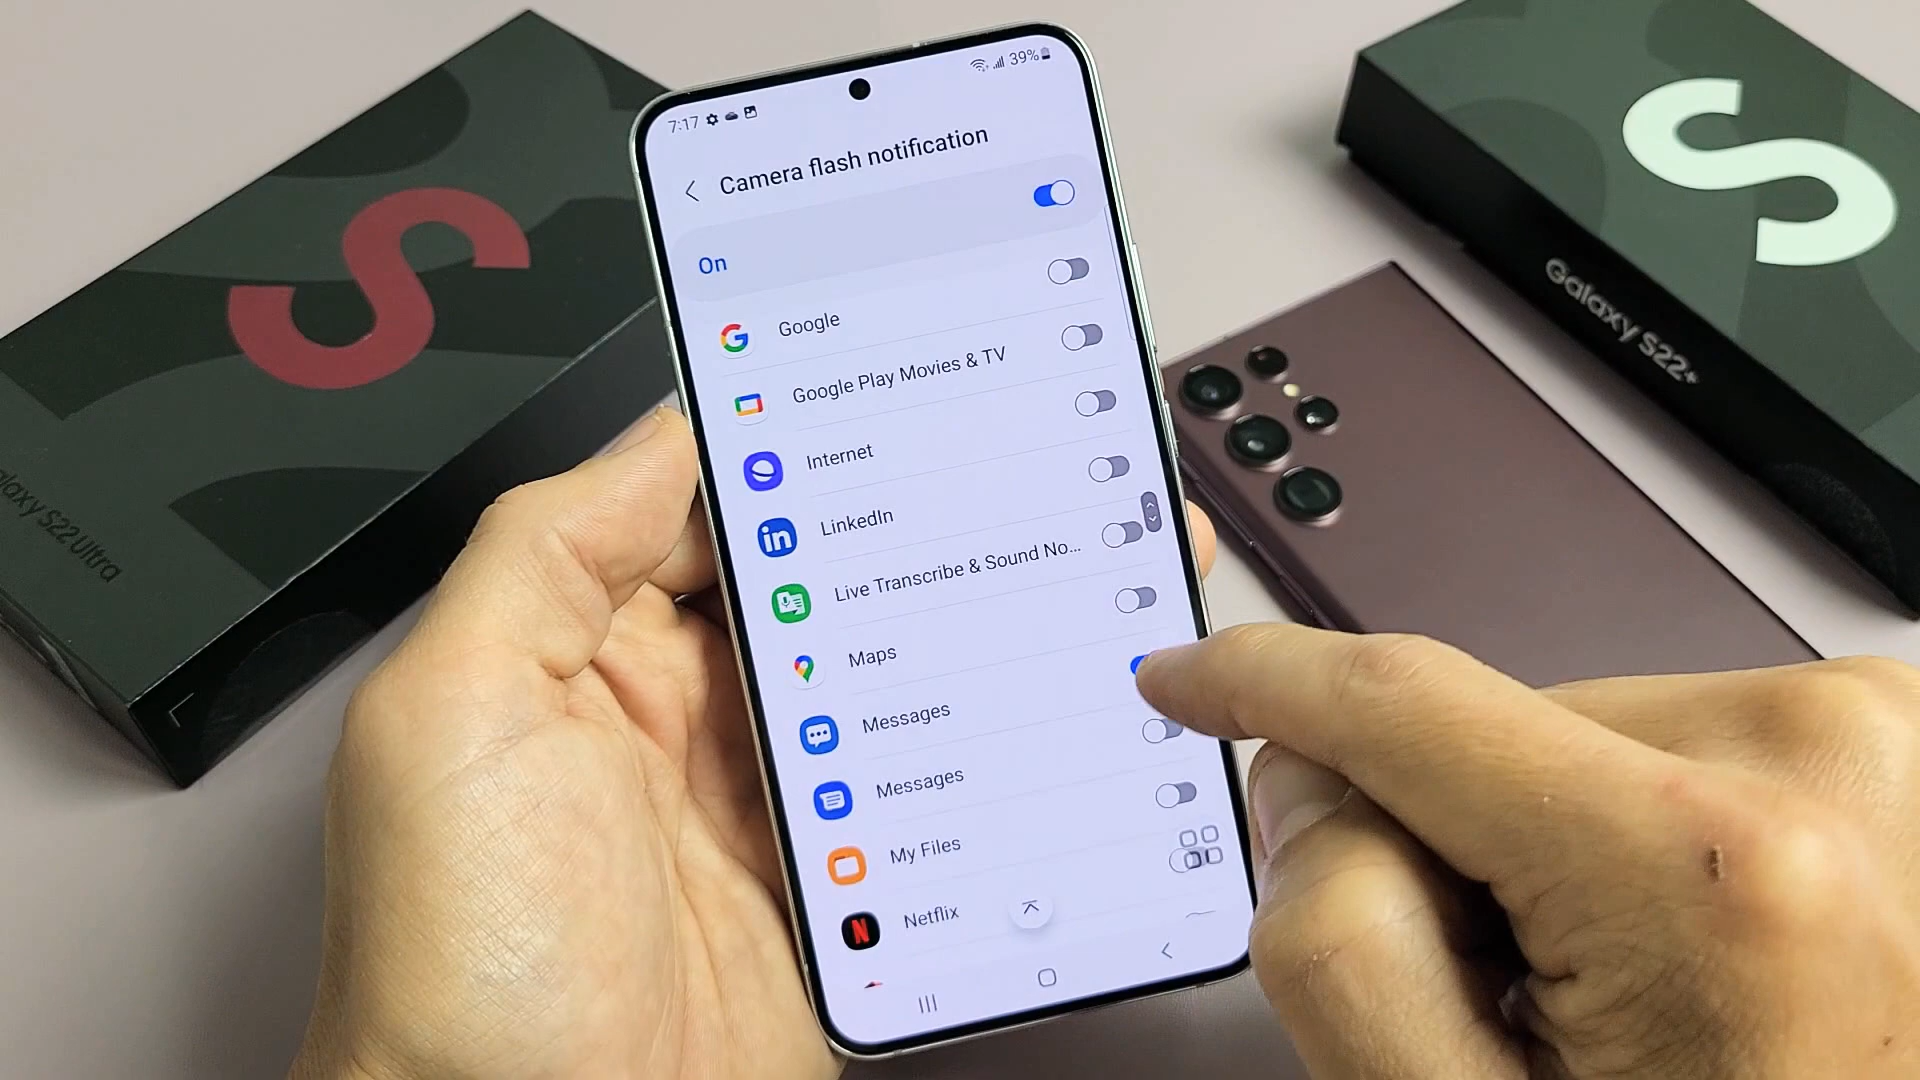 7:17
39%
Camera flash notification
On
Google
Google Play Movies & TV
Internet
LinkedIn
Live Transcribe & Sound No...
Maps
Messages
Messages
My Files
Netflix
S
alaxy S22 Ultra
S
Galaxy S22+